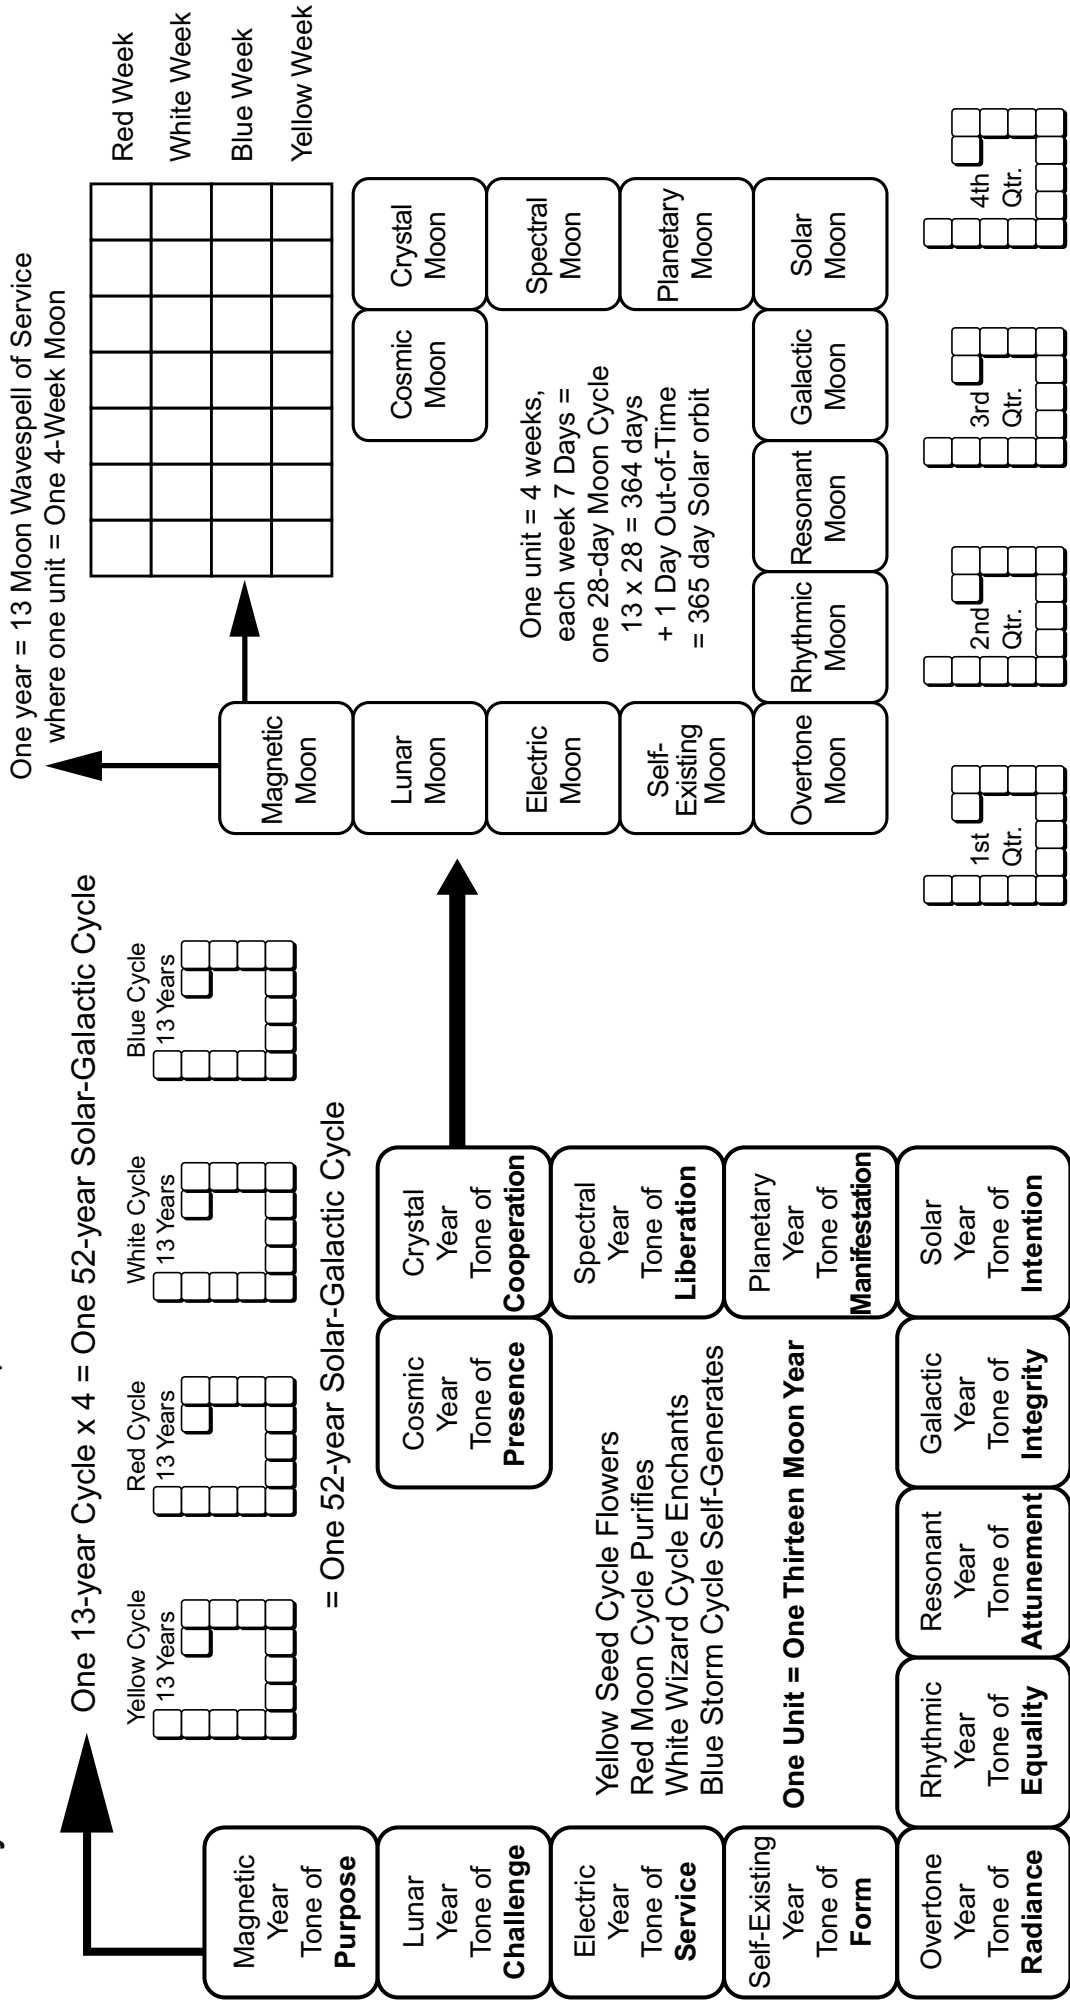 One 13-year Cycle x 4 = One 52-year Solar-Galactic Cycle
Yellow Cycle
13 Years
Red Cycle
13 Years
White Cycle
13 Years
Blue Cycle
13 Years
= One 52-year Solar-Galactic Cycle
Magnetic
Year
Tone of
Purpose
Lunar
Year
Tone of
Challenge
Electric
Year
Tone of
Service
Self-Existing
Year
Tone of
Form
Overtone
Year
Tone of
Radiance
Rhythmic
Year
Tone of
Equality
Resonant
Year
Tone of
Attunement
Galactic
Year
Tone of
Integrity
Solar
Year
Tone of
Intention
Planetary
Year
Tone of
Manifestation
Spectral
Year
Tone of
Liberation
Crystal
Year
Tone of
Cooperation
Cosmic
Year
Tone of
Presence
Yellow Seed Cycle Flowers
Red Moon Cycle Purifies
White Wizard Cycle Enchants
Blue Storm Cycle Self-Generates
One Unit = One Thirteen Moon Year
One year = 13 Moon Wavespell of Service
where one unit = One 4-Week Moon
Red Week
White Week
Blue Week
Yellow Week
Magnetic
Moon
Lunar
Moon
Electric
Moon
Self-
Existing
Moon
Overtone
Moon
Rhythmic
Moon
Resonant
Moon
Galactic
Moon
Solar
Moon
Planetary
Moon
Spectral
Moon
Crystal
Moon
Cosmic
Moon
One unit = 4 weeks,
each week 7 Days =
one 28-day Moon Cycle
13 x 28 = 364 days
+ 1 Day Out-of-Time
= 365 day Solar orbit
1st
Qtr.
2nd
Qtr.
3rd
Qtr.
4th
Qtr.